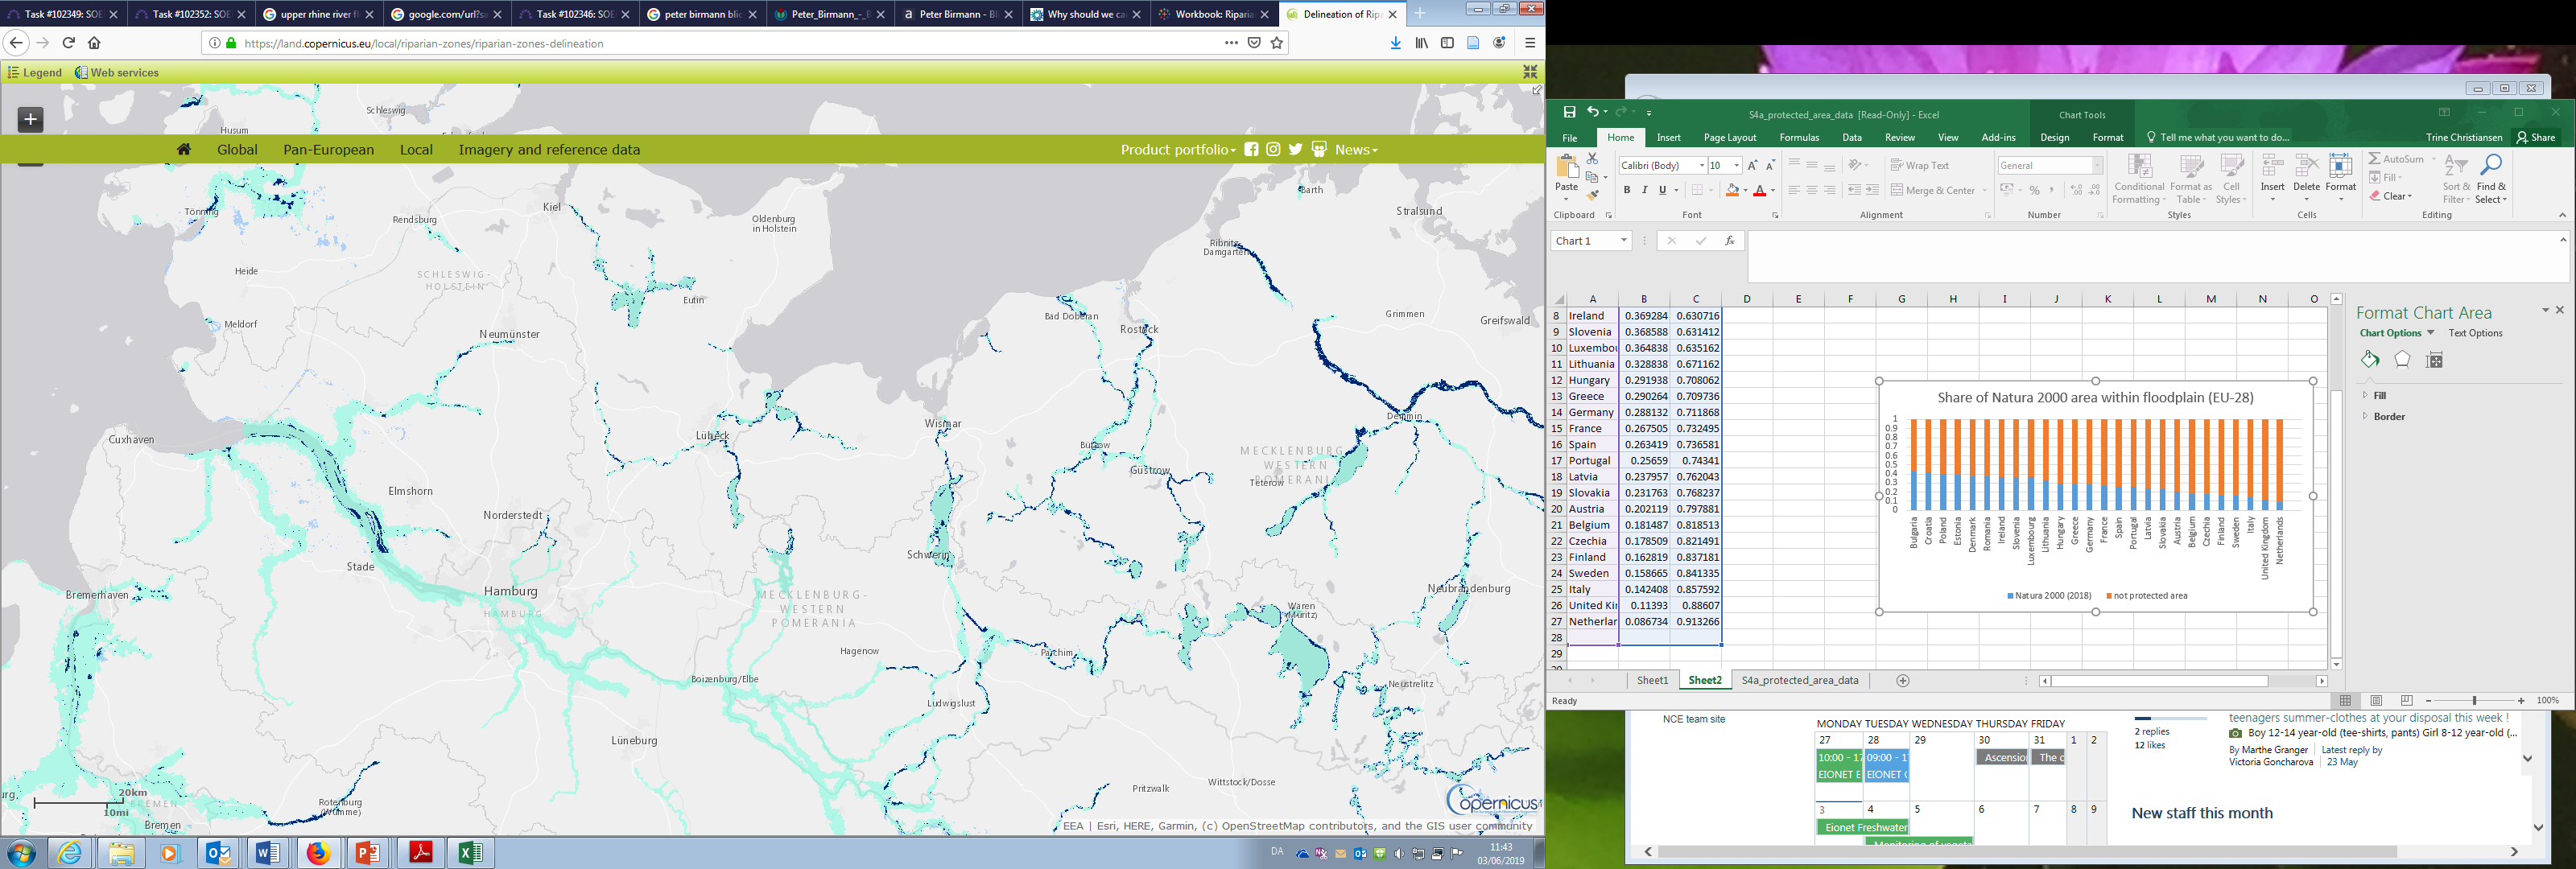 Task #102349: SOE
Task #102352: SOE
upper rhine river fl
google.com/url?sa
Task #102346: SOE
peter birmann blic
Peter_Birmann_-_B
Peter Birmann - Bl
Why should we ca
Workbook: Riparia
Delineation of Ripa
https://land.copernicus.eu/local/riparian-zones/riparian-zones-delineation
Legend
Web services
Global
Pan-European
Local
Imagery and reference data
Product portfolio
News
Schleswig
Husum
Tönning
Rendsburg
Kiel
Oldenburg
in Holstein
Barth
Stralsund
Ribnitz-
Damgarten
Heide
SCHLESWIG-
HOLSTEIN
Eutin
Bad Doberan
Rostock
Grimmen
Greifswald
Meldorf
Neumünster
Cuxhaven
Lübeck
Wismar
Demmin
Bützow
Güstrow
MECKLENBURG-
WESTERN
POMERANIA
Teterow
Elmshorn
Norderstedt
Stade
Schwerin
Bremerhaven
Hamburg
HAMBURG
MECKLENBURG-
WESTERN
POMERANIA
Neubrandenburg
Waren
(Müritz)
Hagenow
Parchim
Boizenburg/Elbe
Neustrelitz
Ludwigslust
Lüneburg
Wittstock/Dosse
Pritzwalk
20km
10mi
BREMEN
Rotenburg
(Wümme)
Bremen
Copernicus
EEA | Esri, HERE, Garmin, (c) OpenStreetMap contributors, and the GIS user community
DA
11:43
03/06/2019
S4a_protected_area_data [Read-Only] - Excel
Chart Tools
File
Home
Insert
Page Layout
Formulas
Data
Review
View
Add-ins
Design
Format
Tell me what you want to do...
Trine Christiansen
Share
Paste
Calibri (Body)
10
B I U
Wrap Text
Merge & Center
General
Conditional Formatting
Format as Table
Cell Styles
Insert
Delete
Format
AutoSum
Fill
Clear
Sort & Filter
Find & Select
Clipboard
Font
Alignment
Number
Styles
Cells
Editing
Chart 1
A B C D E F G H I J K L M N O
8 Ireland 0.369284 0.630716
9 Slovenia 0.368588 0.631412
10 Luxembou 0.364838 0.635162
11 Lithuania 0.328838 0.671162
12 Hungary 0.291938 0.708062
13 Greece 0.290264 0.709736
14 Germany 0.288132 0.711868
15 France 0.267505 0.732495
16 Spain 0.263419 0.736581
17 Portugal 0.25659 0.74341
18 Latvia 0.237957 0.762043
19 Slovakia 0.231763 0.768237
20 Austria 0.202119 0.797881
21 Belgium 0.181487 0.818513
22 Czechia 0.178509 0.821491
23 Finland 0.162819 0.837181
24 Sweden 0.158665 0.841335
25 Italy 0.142408 0.857592
26 United Kin 0.11393 0.88607
27 Netherlar 0.086734 0.913266
28
29
Share of Natura 2000 area within floodplain (EU-28)
1
0.9
0.8
0.7
0.6
0.5
0.4
0.3
0.2
0.1
0
Bulgaria
Croatia
Poland
Estonia
Denmark
Romania
Ireland
Slovenia
Luxembourg
Lithuania
Hungary
Greece
Germany
France
Spain
Portugal
Latvia
Slovakia
Austria
Belgium
Czechia
Finland
Sweden
Italy
United Kingdom
Netherlands
Natura 2000 (2018)
not protected area
Format Chart Area
Chart Options
Text Options
Fill
Border
Sheet1
Sheet2
S4a_protected_area_data
Ready
100%
NCE team site
MONDAY TUESDAY WEDNESDAY THURSDAY FRIDAY
27 28 29 30 31 1 2
10:00 - 17
09:00 - 1
Ascension
The c
EIONET E
EIONET C
3 4 5 6 7 8 9
Eionet Freshwater
Monitoring of vegeta
2 replies
12 likes
teenagers summer-clothes at your disposal this week !
Boy 12-14 year-old (tee-shirts, pants) Girl 8-12 year-old (...
By Marthe Granger
Victoria Goncharova
Latest reply by
23 May
New staff this month